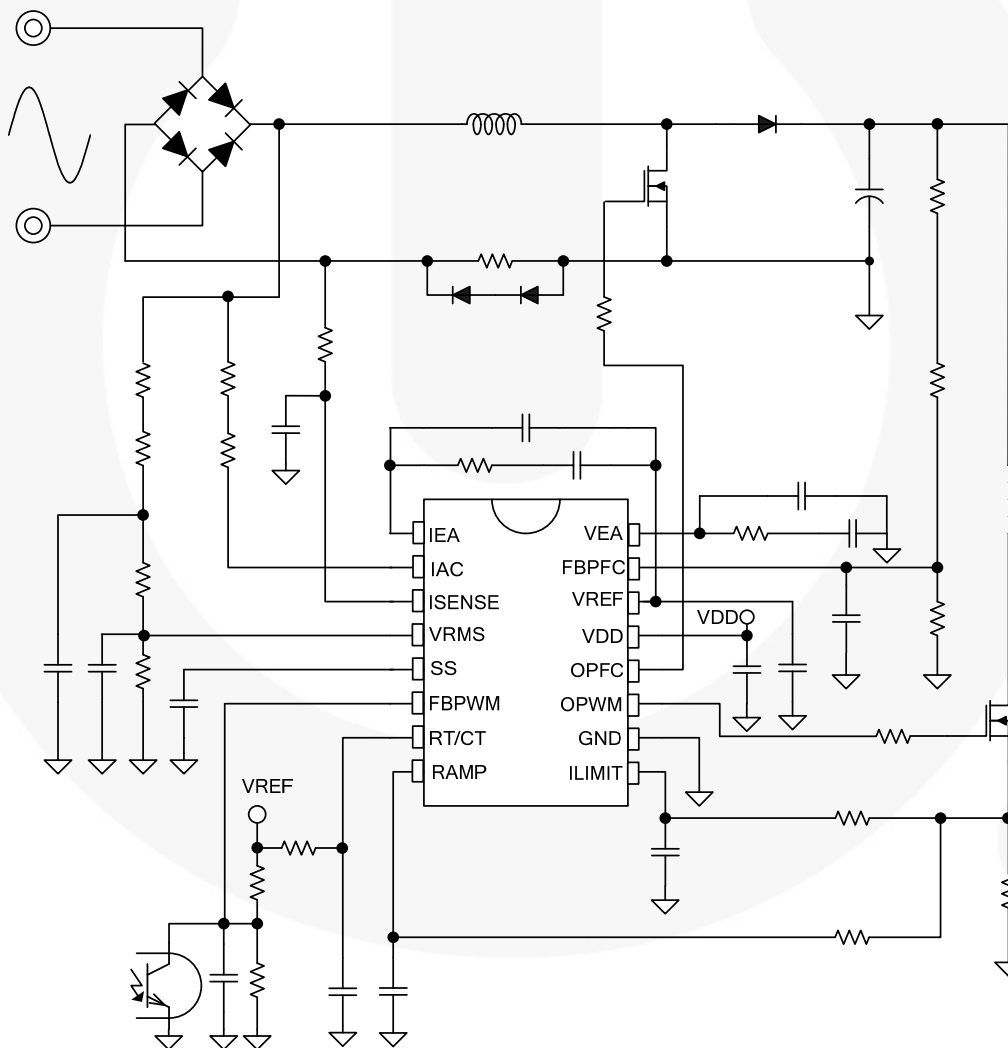 IEA
IAC
ISENSE
VRMS
SS
FBPWM
RT/CT
RAMP
VEA
FBPFC
VREF
VDD
OPFC
OPWM
GND
ILIMIT
VDD
VREF